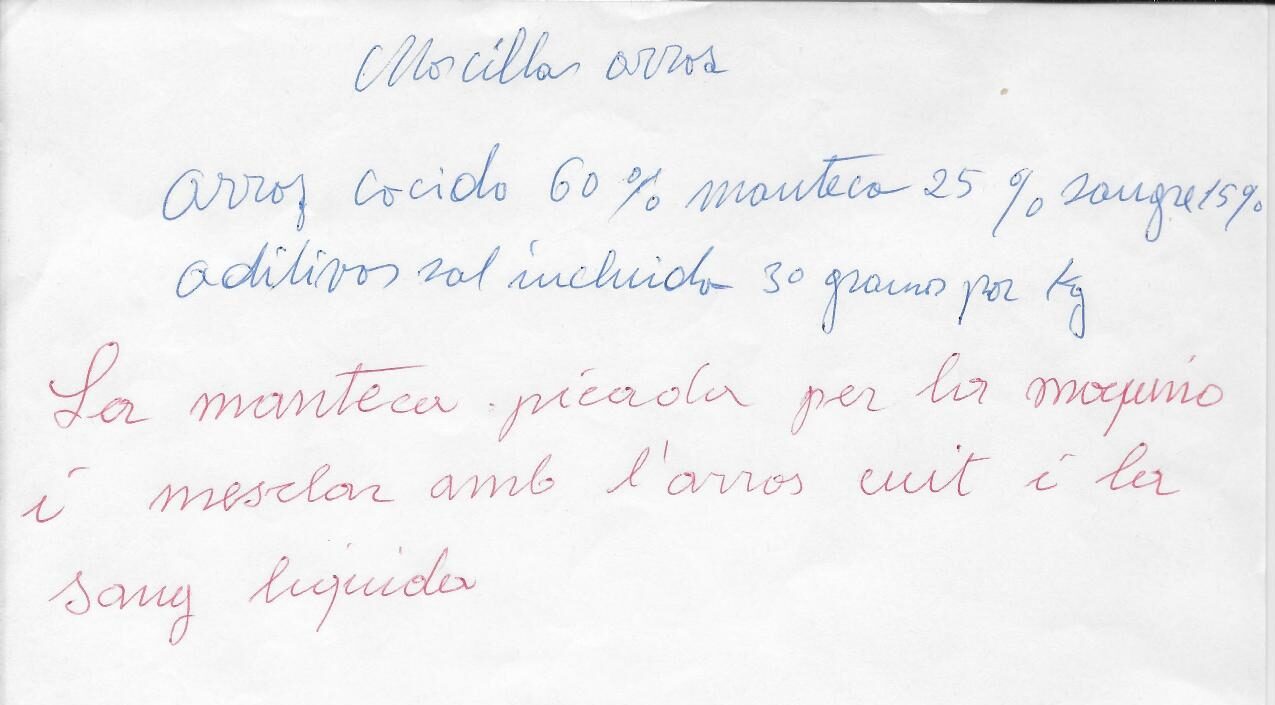 Morcillas arros
arroz cocido 60 % manteca 25 % sangre 15%
aditivos sal incluida 30 gramos por kg
La manteca picada per la maquina
i mesclar amb l'arros cuit i la
sang liquida